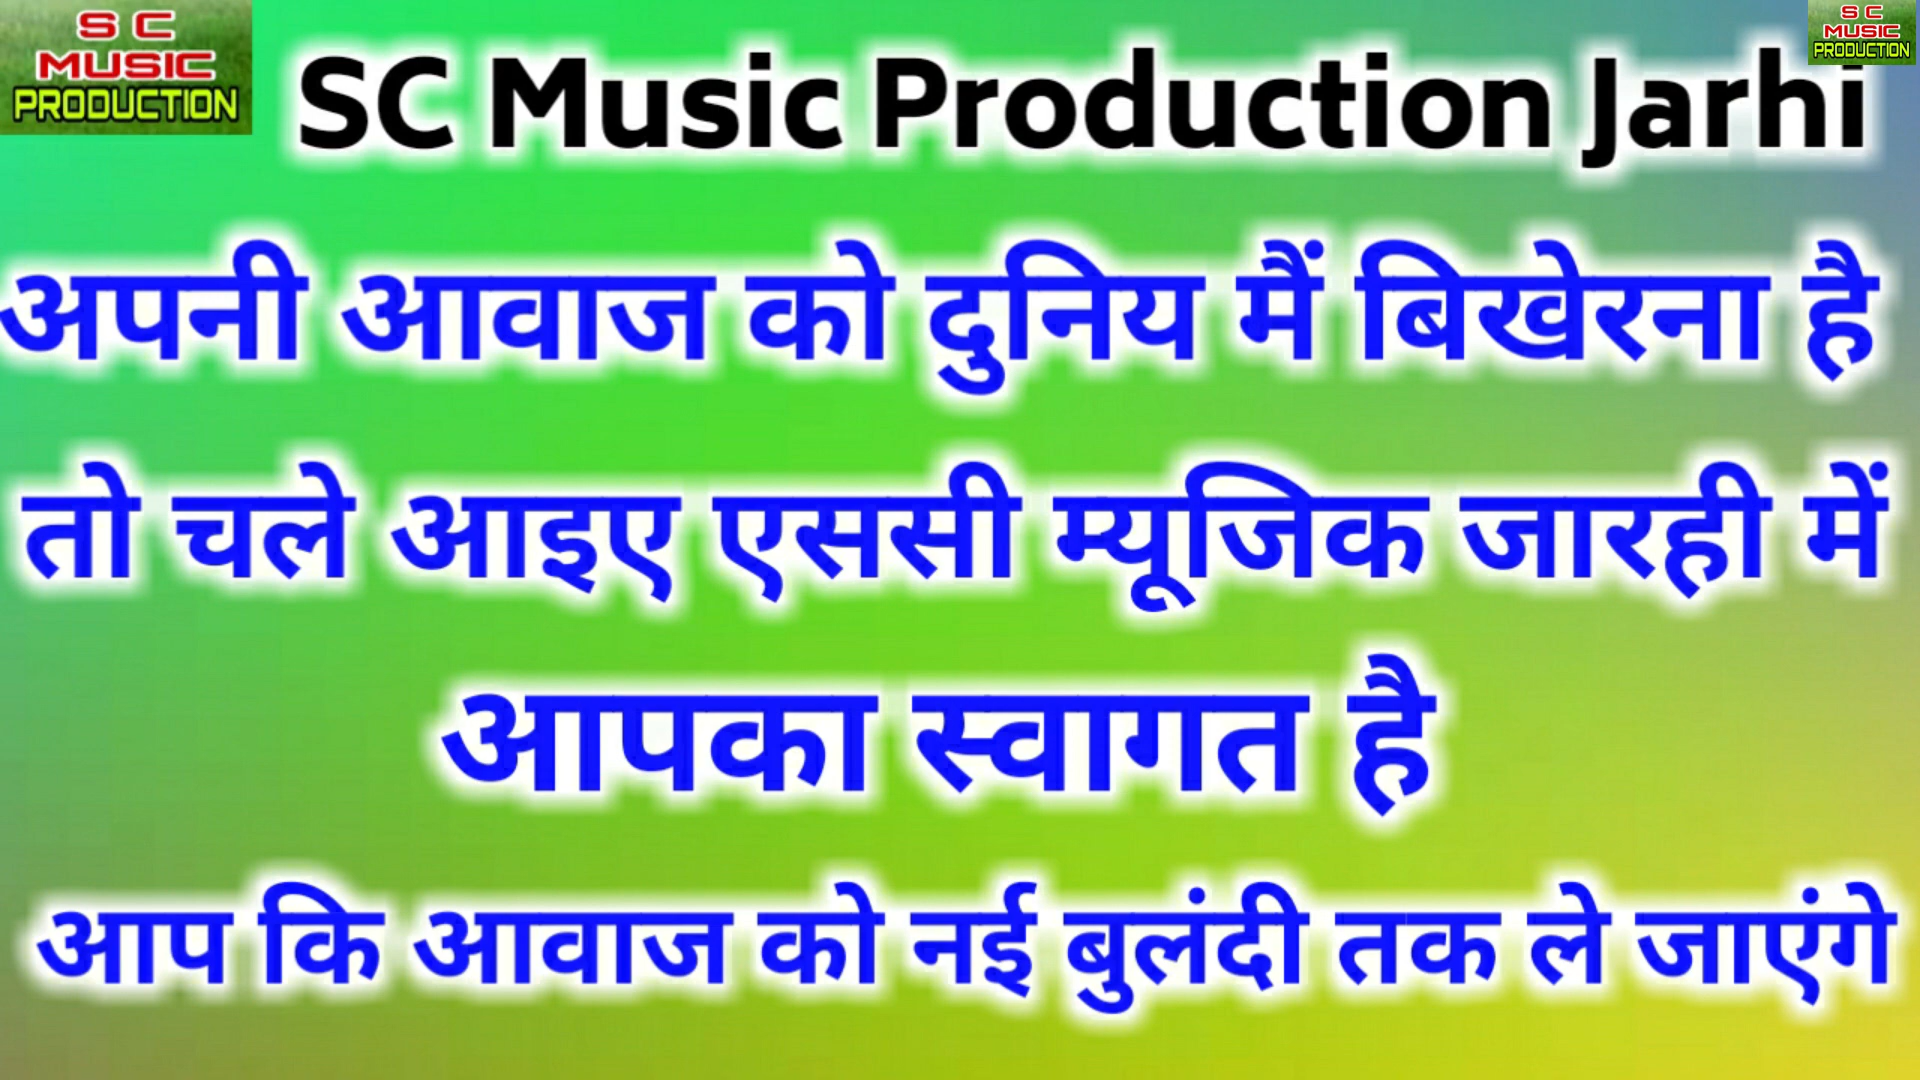 S C
MUSIC
PRODUCTION
SC Music Production Jarhi
S C
MUSIC
PRODUCTION
अपनी आवाज को दुनिय मैं बिखेरना है
तो चले आइए एससी म्यूजिक जारही में
आपका स्वागत है
आप कि आवाज को नई बुलंदी तक ले जाएंगे